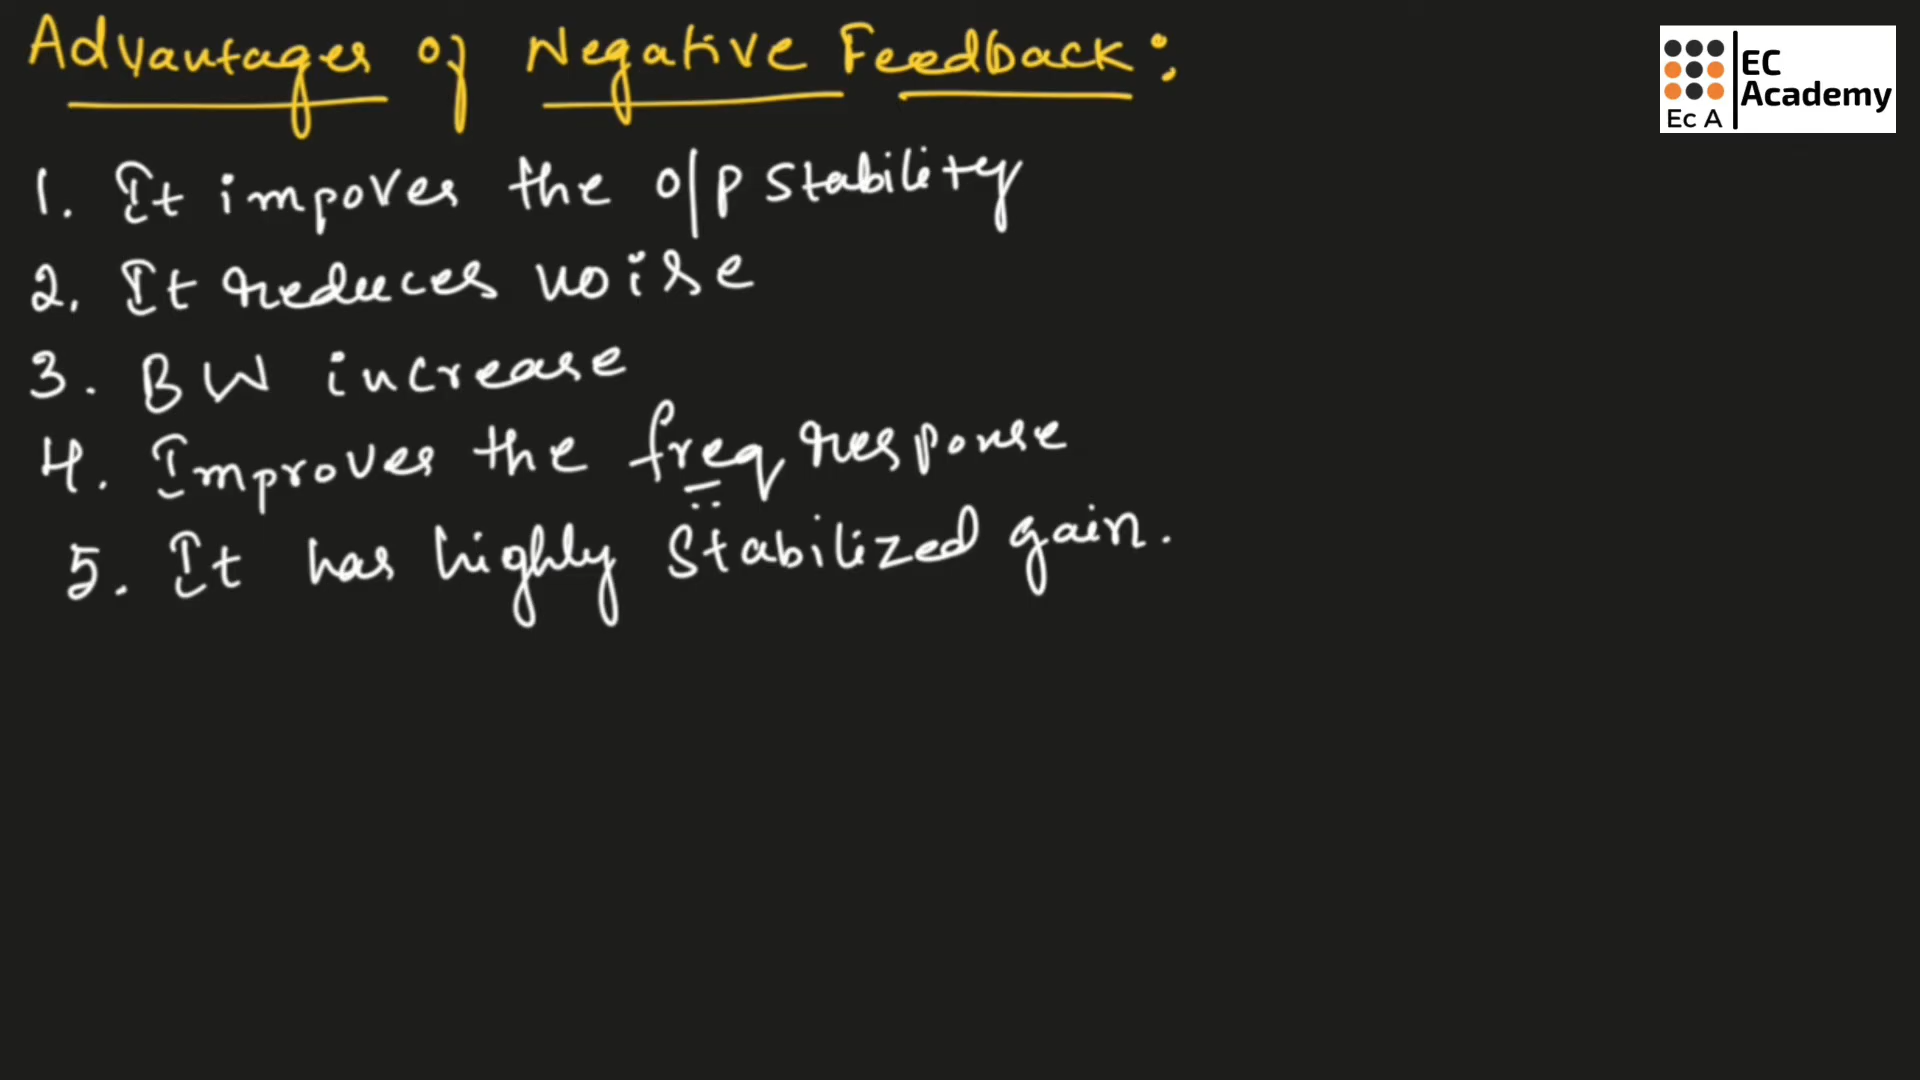 Advantages of Negative Feedback:
EC
Academy
Ec A
1. It impoves the o/p stability
2. It reduces noise
3. BW increase
4. Improves the freq response
5. It has highly stabilized gain.